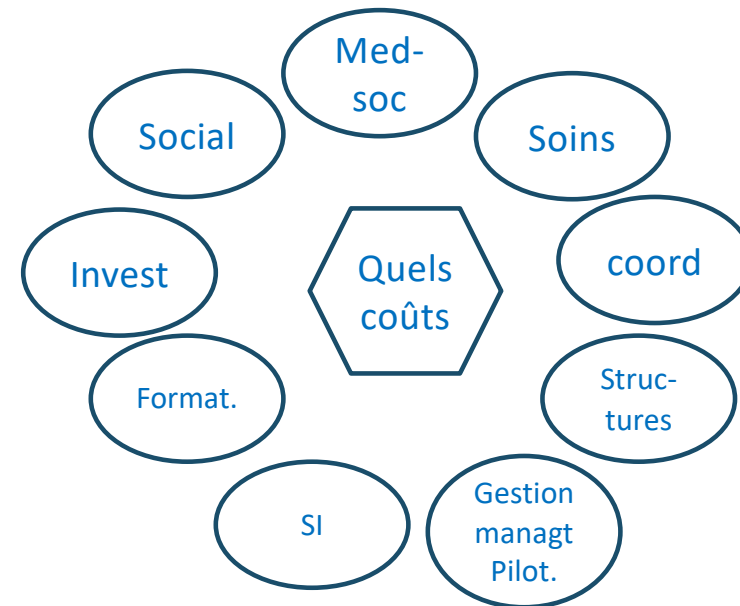 Med-
soc
Social
Soins
Invest
Quels
coûts
coord
Format.
Struc-
tures
SI
Gestion
managt
Pilot.